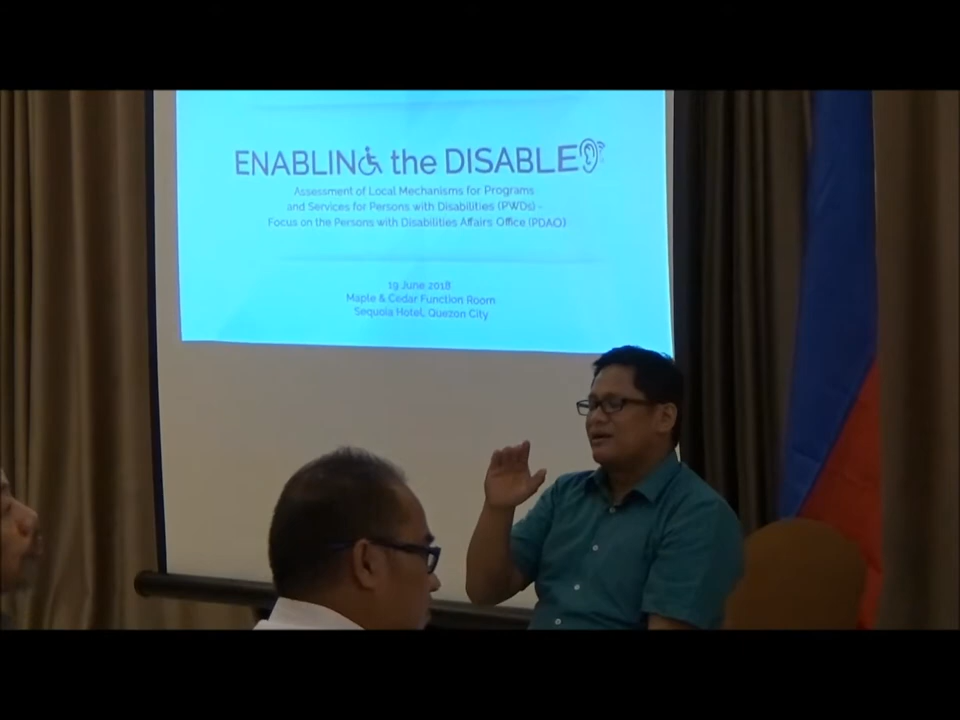 ENABLING the DISABLED
Assessment of Local Mechanisms for Programs
and Services for Persons with Disabilities (PWDs) -
Focus on the Persons with Disabilities Affairs Office (PDAO)
19 June 2018
Maple & Cedar Function Room
Sequoia Hotel, Quezon City